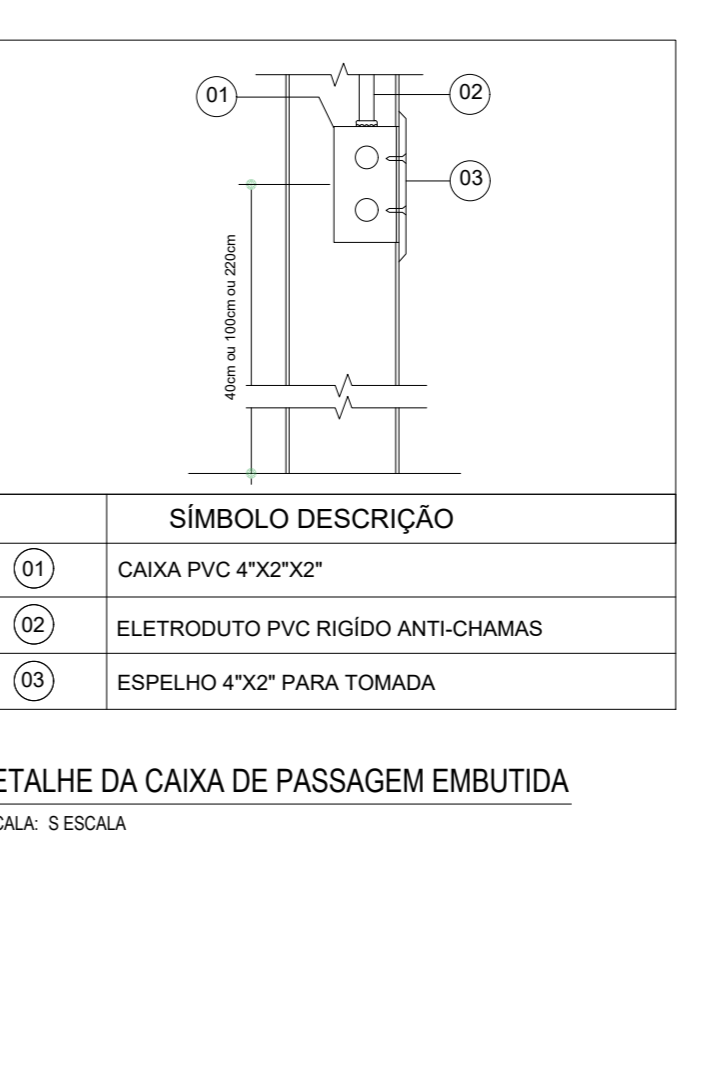 01
02
03
40cm ou 100cm ou 220cm
SÍMBOLO DESCRIÇÃO
01 CAIXA PVC 4"X2"X2"
02 ELETRODUTO PVC RIGÍDO ANTI-CHAMAS
03 ESPELHO 4"X2" PARA TOMADA
ETALHE DA CAIXA DE PASSAGEM EMBUTIDA
CALA: S ESCALA